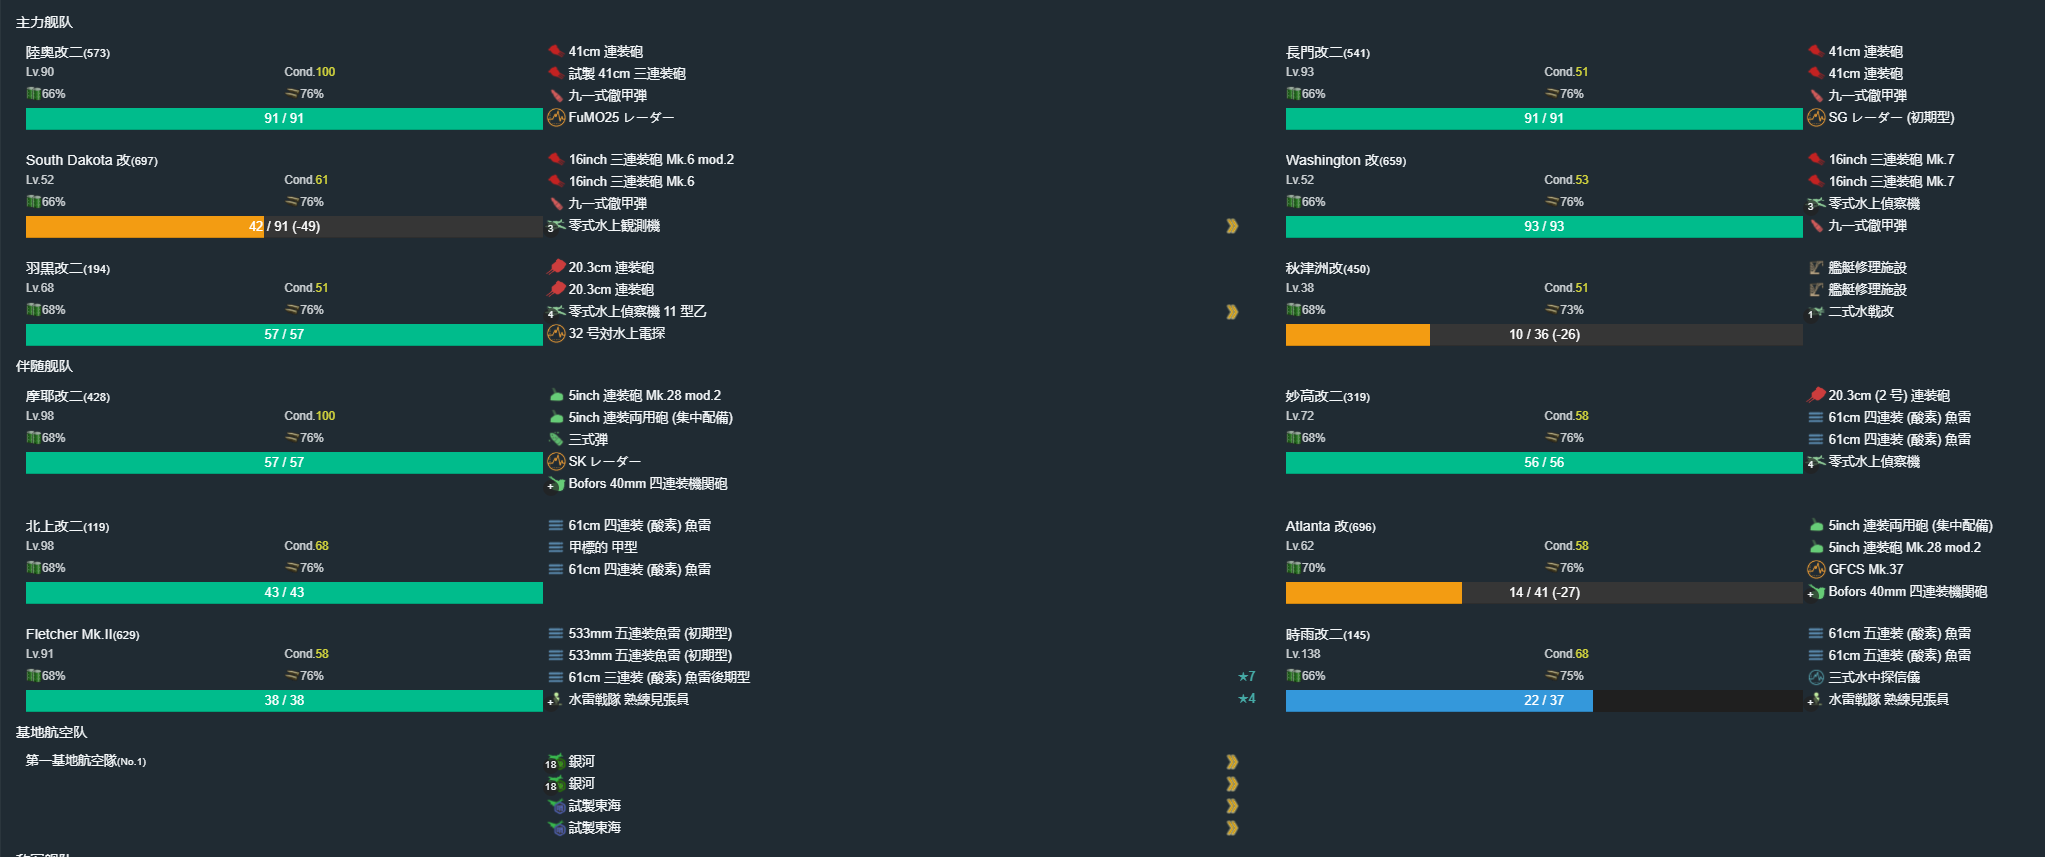 主力舰队
陸奥改二(573)
Lv.90 Cond.100
66% 76%
91 / 91
41cm 連装砲
試製 41cm 三連装砲
九一式徹甲弾
FuMO25 レーダー
長門改二(541)
Lv.93 Cond.51
66% 76%
91 / 91
41cm 連装砲
41cm 連装砲
九一式徹甲弾
SG レーダー (初期型)
South Dakota 改(697)
Lv.52 Cond.61
66% 76%
42 / 91 (-49)
16inch 三連装砲 Mk.6 mod.2
16inch 三連装砲 Mk.6
九一式徹甲弾
3 零式水上観測機
Washington 改(659)
Lv.52 Cond.53
66% 76%
93 / 93
16inch 三連装砲 Mk.7
16inch 三連装砲 Mk.7
3 零式水上偵察機
九一式徹甲弾
羽黒改二(194)
Lv.68 Cond.51
68% 76%
57 / 57
20.3cm 連装砲
20.3cm 連装砲
4 零式水上偵察機 11 型乙
32 号対水上電探
秋津洲改(450)
Lv.38 Cond.51
68% 73%
10 / 36 (-26)
艦艇修理施設
艦艇修理施設
1 二式水戦改
伴随舰队
摩耶改二(428)
Lv.98 Cond.100
68% 76%
57 / 57
5inch 連装砲 Mk.28 mod.2
5inch 連装両用砲 (集中配備)
三式弾
SK レーダー
+ Bofors 40mm 四連装機関砲
妙高改二(319)
Lv.72 Cond.58
68% 76%
56 / 56
20.3cm (2 号) 連装砲
61cm 四連装 (酸素) 魚雷
61cm 四連装 (酸素) 魚雷
4 零式水上偵察機
北上改二(119)
Lv.98 Cond.68
68% 76%
43 / 43
61cm 四連装 (酸素) 魚雷
甲標的 甲型
61cm 四連装 (酸素) 魚雷
Atlanta 改(696)
Lv.62 Cond.58
70% 76%
14 / 41 (-27)
5inch 連装両用砲 (集中配備)
5inch 連装砲 Mk.28 mod.2
GFCS Mk.37
+ Bofors 40mm 四連装機関砲
Fletcher Mk.II(629)
Lv.91 Cond.58
68% 76%
38 / 38
533mm 五連装魚雷 (初期型)
533mm 五連装魚雷 (初期型)
61cm 三連装 (酸素) 魚雷後期型 ★7
+ 水雷戦隊 熟練見張員 ★4
時雨改二(145)
Lv.138 Cond.68
66% 75%
22 / 37
61cm 五連装 (酸素) 魚雷
61cm 五連装 (酸素) 魚雷
三式水中探信儀
+ 水雷戦隊 熟練見張員
基地航空队
第一基地航空隊(No.1)
18 銀河
18 銀河
試製東海
試製東海